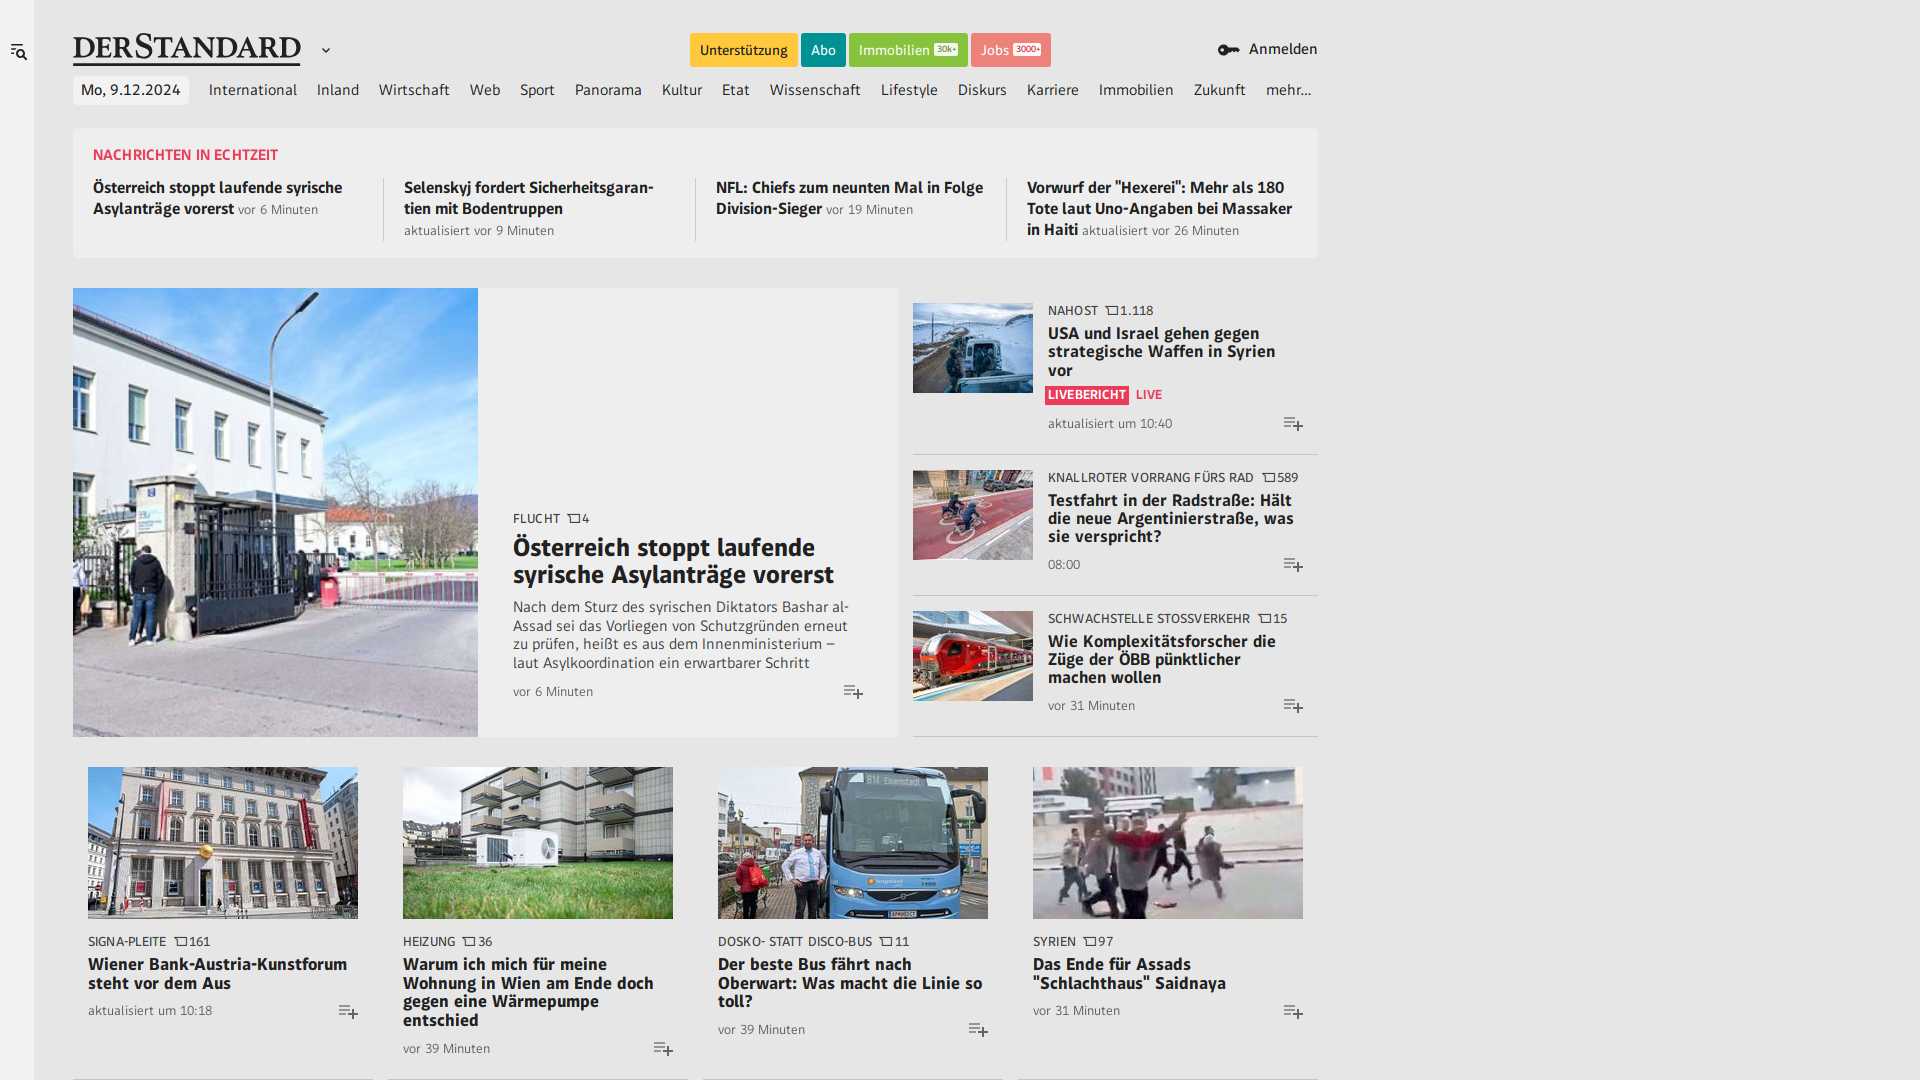 DERSTANDARD
Unterstützung
Abo
Immobilien 30k+
Jobs 3000+
Anmelden
Mo, 9.12.2024
International
Inland
Wirtschaft
Web
Sport
Panorama
Kultur
Etat
Wissenschaft
Lifestyle
Diskurs
Karriere
Immobilien
Zukunft
mehr…
NACHRICHTEN IN ECHTZEIT
Österreich stoppt laufende syrische
Asylanträge vorerst vor 6 Minuten
Selenskyj fordert Sicherheitsgaran-
tien mit Bodentruppen
aktualisiert vor 9 Minuten
NFL: Chiefs zum neunten Mal in Folge
Division-Sieger vor 19 Minuten
Vorwurf der "Hexerei": Mehr als 180
Tote laut Uno-Angaben bei Massaker
in Haiti aktualisiert vor 26 Minuten
FLUCHT 4
Österreich stoppt laufende
syrische Asylanträge vorerst
Nach dem Sturz des syrischen Diktators Bashar al-
Assad sei das Vorliegen von Schutzgründen erneut
zu prüfen, heißt es aus dem Innenministerium –
laut Asylkoordination ein erwartbarer Schritt
vor 6 Minuten
NAHOST 1.118
USA und Israel gehen gegen
strategische Waffen in Syrien
vor
LIVEBERICHT LIVE
aktualisiert um 10:40
KNALLROTER VORRANG FÜRS RAD 589
Testfahrt in der Radstraße: Hält
die neue Argentinierstraße, was
sie verspricht?
08:00
SCHWACHSTELLE STOSSVERKEHR 15
Wie Komplexitätsforscher die
Züge der ÖBB pünktlicher
machen wollen
vor 31 Minuten
SIGNA-PLEITE 161
Wiener Bank-Austria-Kunstforum
steht vor dem Aus
aktualisiert um 10:18
HEIZUNG 36
Warum ich mich für meine
Wohnung in Wien am Ende doch
gegen eine Wärmepumpe
entschied
vor 39 Minuten
B14 Eisenstadt
DOSKO- STATT DISCO-BUS 11
Der beste Bus fährt nach
Oberwart: Was macht die Linie so
toll?
vor 39 Minuten
SYRIEN 97
Das Ende für Assads
"Schlachthaus" Saidnaya
vor 31 Minuten